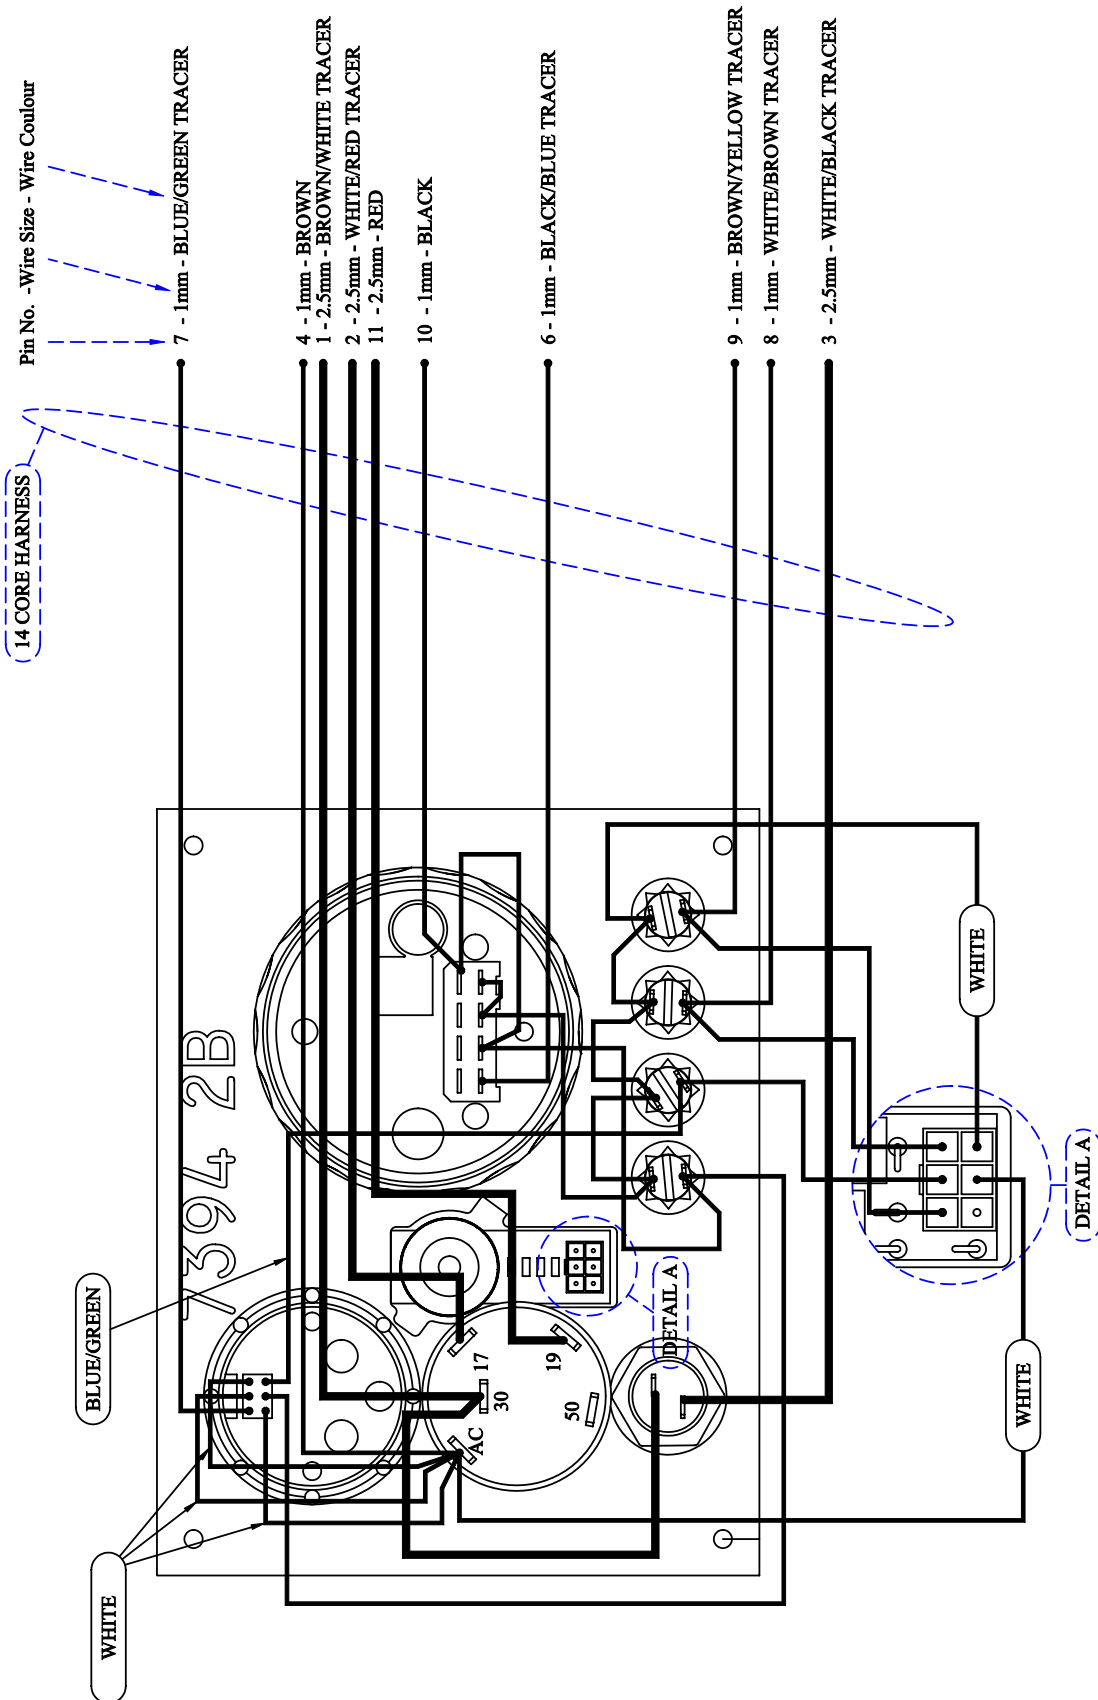 Pin No. -Wire Size - Wire Coulour
7 - 1mm - BLUE/GREEN TRACER
4 - 1mm - BROWN
1 - 2.5mm - BROWN/WHITE TRACER
2 - 2.5mm - WHITE/RED TRACER
11 - 2.5mm - RED
10 - 1mm - BLACK
6 - 1mm - BLACK/BLUE TRACER
9 - 1mm - BROWN/YELLOW TRACER
8 - 1mm - WHITE/BROWN TRACER
3 - 2.5mm - WHITE/BLACK TRACER
14 CORE HARNESS
7394 2B
BLUE/GREEN
WHITE
17
19
30
50
AC
DETAIL A
WHITE
WHITE
DETAIL A